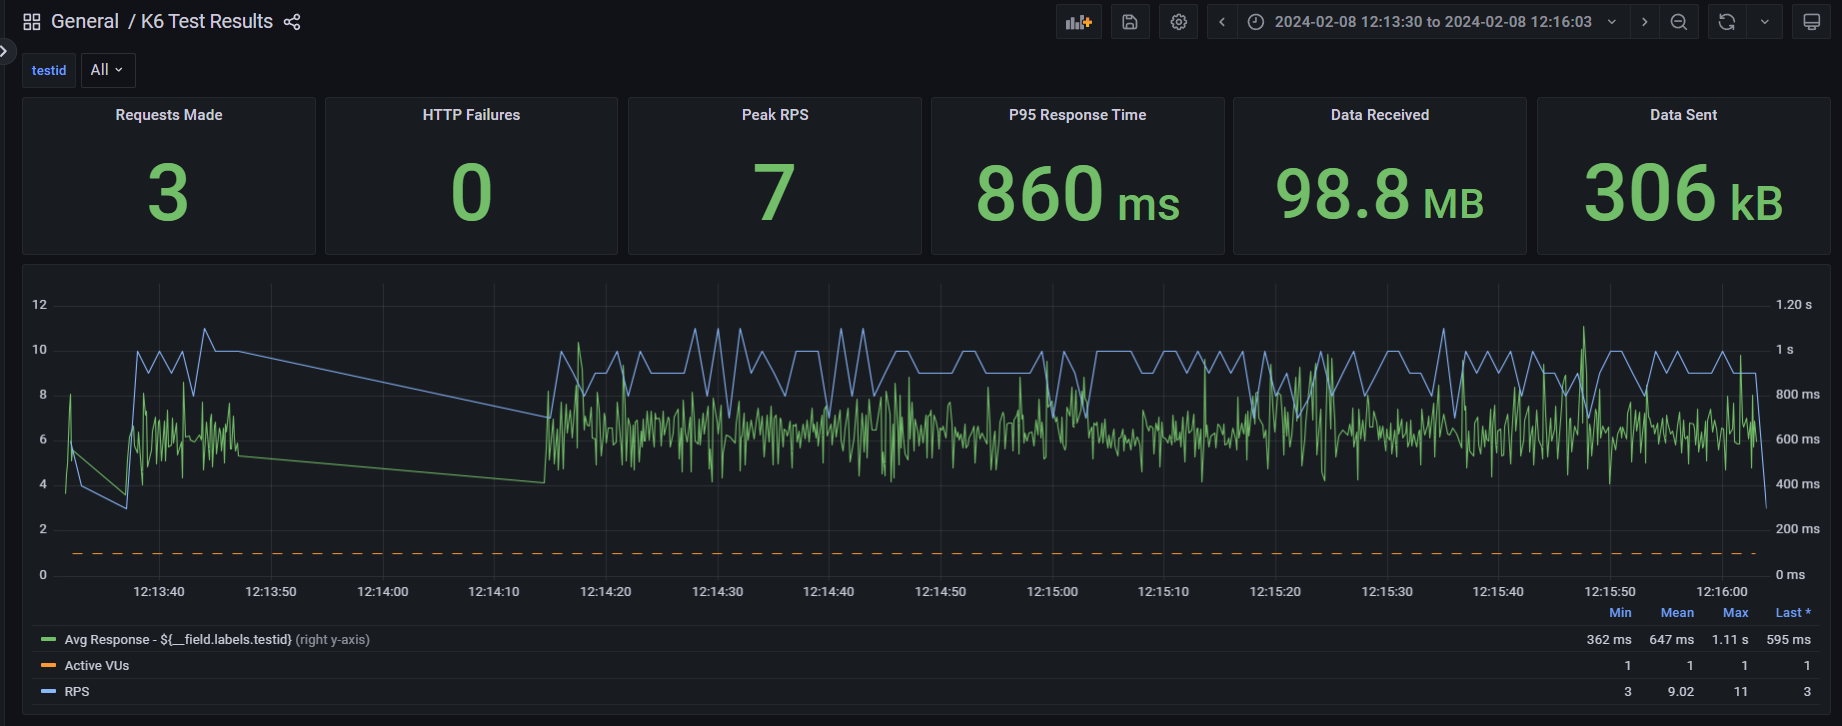 General / K6 Test Results
2024-02-08 12:13:30 to 2024-02-08 12:16:03
testid
All
Requests Made
3
HTTP Failures
0
Peak RPS
7
P95 Response Time
860 ms
Data Received
98.8 MB
Data Sent
306 kB
12
10
8
6
4
2
0
1.20 s
1 s
800 ms
600 ms
400 ms
200 ms
0 ms
12:13:40 12:13:50 12:14:00 12:14:10 12:14:20 12:14:30 12:14:40 12:14:50 12:15:00 12:15:10 12:15:20 12:15:30 12:15:40 12:15:50 12:16:00
Min Mean Max Last *
Avg Response - ${__field.labels.testid} (right y-axis) 362 ms 647 ms 1.11 s 595 ms
Active VUs 1 1 1 1
RPS 3 9.02 11 3